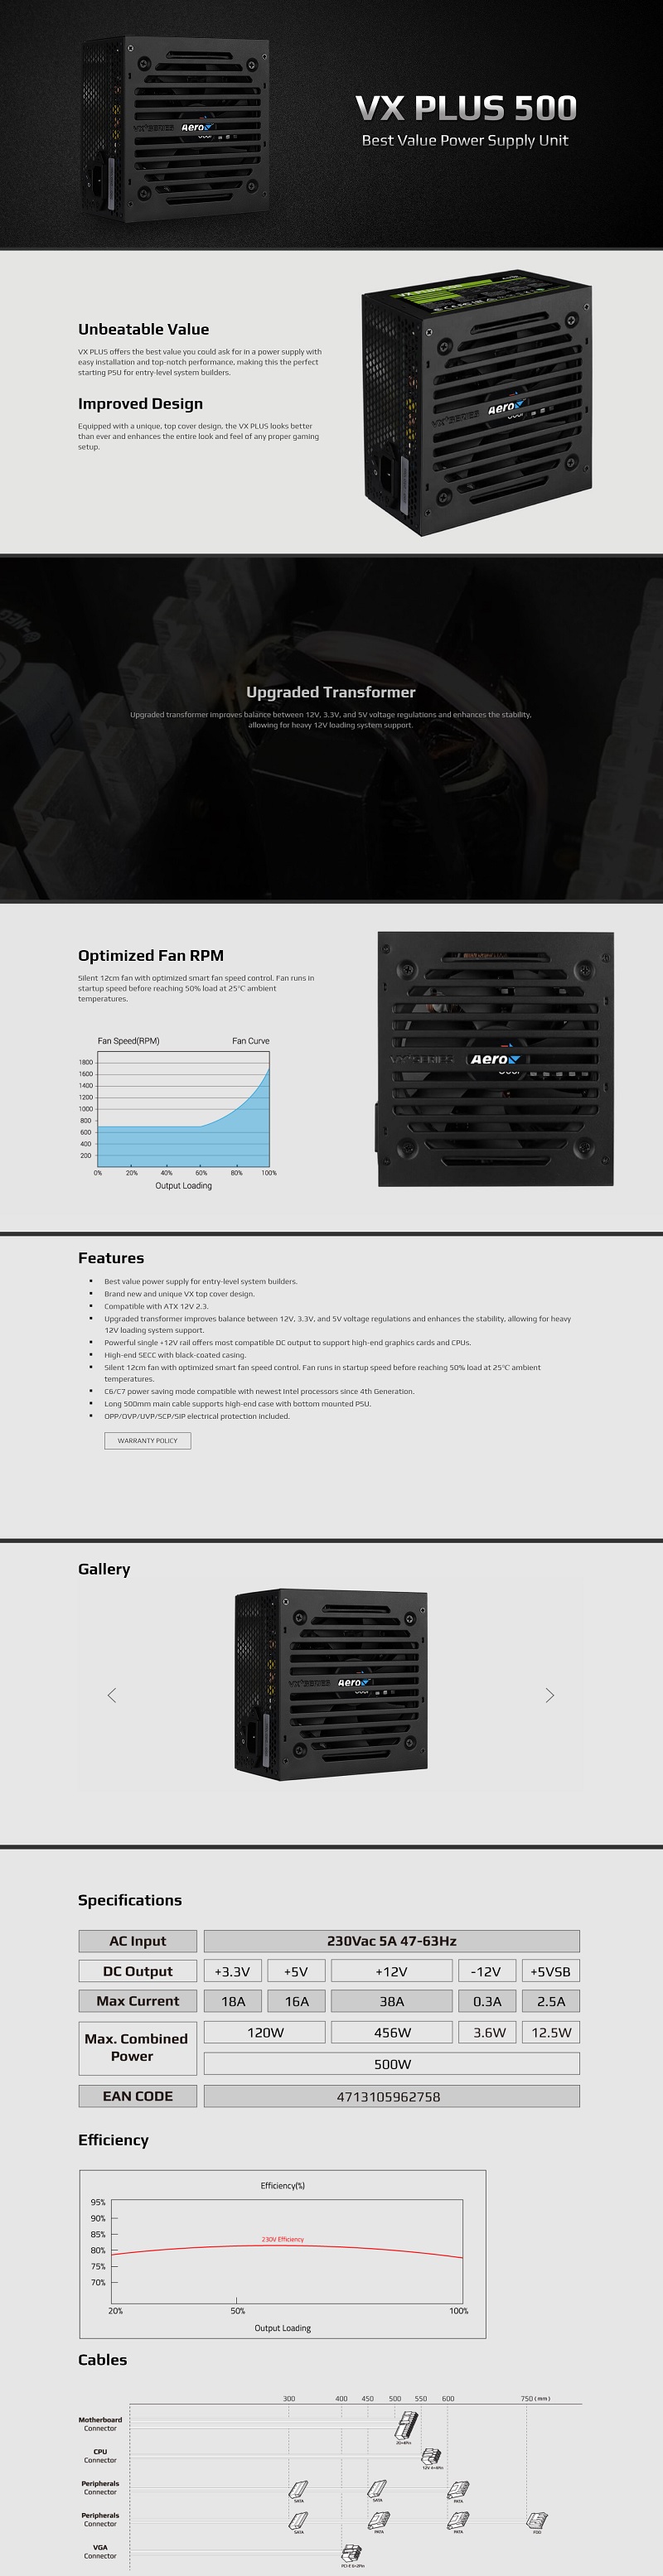 VX SERIES Aero cool
VX PLUS 500
Best Value Power Supply Unit
Unbeatable Value
VX PLUS offers the best value you could ask for in a power supply with
easy installation and top-notch performance, making this the perfect
starting PSU for entry-level system builders.
Improved Design
Equipped with a unique, top cover design, the VX PLUS looks better
than ever and enhances the entire look and feel of any proper gaming
setup.
VX SERIES Aero
Upgraded Transformer
Upgraded transformer improves balance between 12V, 3.3V, and 5V voltage regulations and enhances the stability,
allowing for heavy 12V loading system support.
Optimized Fan RPM
Silent 12cm fan with optimized smart fan speed control. Fan runs in
startup speed before reaching 50% load at 25℃ ambient
temperatures.
Fan Speed(RPM) Fan Curve
1800
1600
1400
1200
1000
800
600
400
200
0% 20% 40% 60% 80% 100%
Output Loading
VX SERIES Aero cool
Features
Best value power supply for entry-level system builders.
Brand new and unique VX top cover design.
Compatible with ATX 12V 2.3.
Upgraded transformer improves balance between 12V, 3.3V, and 5V voltage regulations and enhances the stability, allowing for heavy
12V loading system support.
Powerful single +12V rail offers most compatible DC output to support high-end graphics cards and CPUs.
High-end SECC with black-coated casing.
Silent 12cm fan with optimized smart fan speed control. Fan runs in startup speed before reaching 50% load at 25℃ ambient
temperatures.
C6/C7 power saving mode compatible with newest Intel processors since 4th Generation.
Long 500mm main cable supports high-end case with bottom mounted PSU.
OPP/OVP/UVP/SCP/SIP electrical protection included.
WARRANTY POLICY
Gallery
VX SERIES Aero cool
Specifications
AC Input 230Vac 5A 47-63Hz
DC Output +3.3V +5V +12V -12V +5VSB
Max Current 18A 16A 38A 0.3A 2.5A
Max. Combined
Power
120W 456W 3.6W 12.5W
500W
EAN CODE 4713105962758
Efficiency
Efficiency(%)
95%
90%
85%
80%
75%
70%
230V Efficiency
20% 50% 100%
Output Loading
Cables
300 400 450 500 550 600 750 (mm)
Motherboard
Connector
20+4Pin
CPU
Connector
12V 4+4Pin
Peripherals
Connector
SATA SATA PATA
Peripherals
Connector
SATA PATA PATA FDD
VGA
Connector
PCI-E 6+2Pin